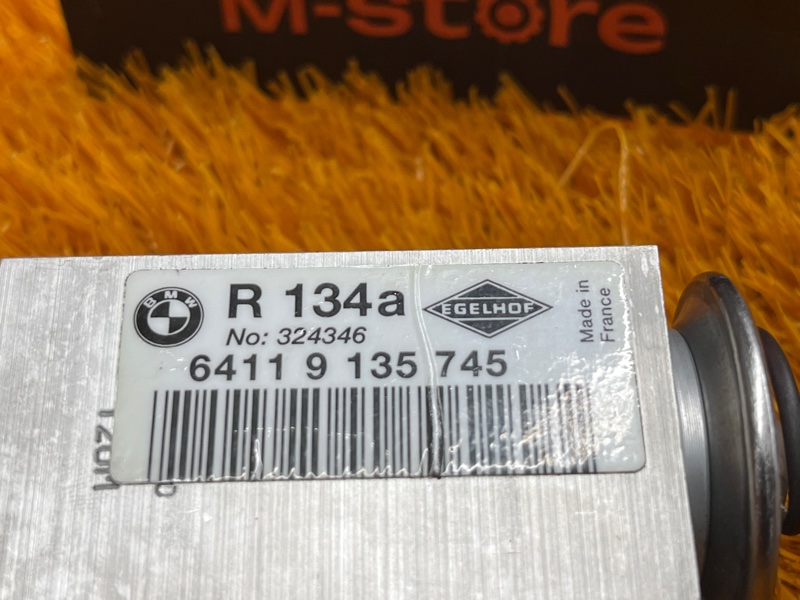 M-Store
BMW R 134a EGELHOF
No: 324346
6411 9 135 745
Made in
France